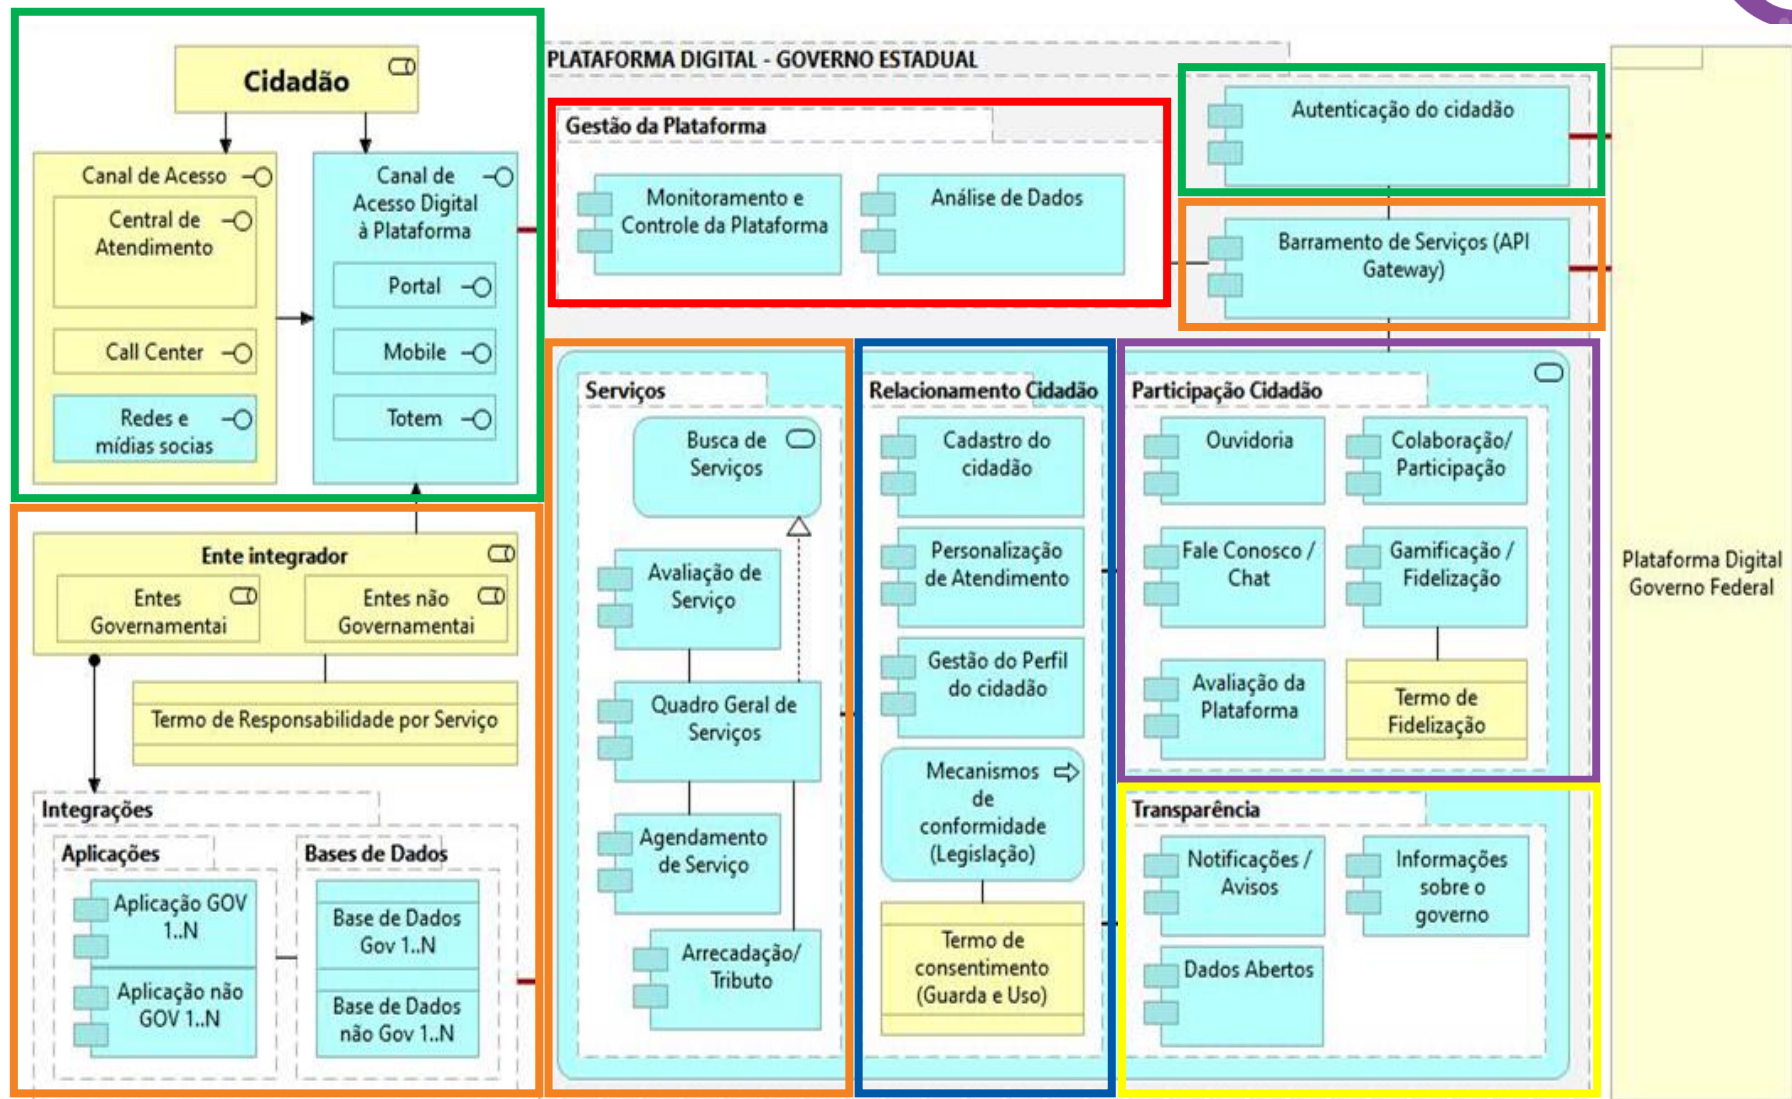 Cidadão
Canal de Acesso
Central de
Atendimento
Call Center
Redes e
mídias socias
Canal de
Acesso Digital
à Plataforma
Portal
Mobile
Totem
Ente integrador
Entes
Governamentai
Entes não
Governamentai
Termo de Responsabilidade por Serviço
Integrações
Aplicações
Aplicação GOV
1..N
Aplicação não
GOV 1..N
Bases de Dados
Base de Dados
Gov 1..N
Base de Dados
não Gov 1..N
PLATAFORMA DIGITAL - GOVERNO ESTADUAL
Gestão da Plataforma
Monitoramento e
Controle da Plataforma
Análise de Dados
Autenticação do cidadão
Barramento de Serviços (API
Gateway)
Serviços
Busca de
Serviços
Avaliação de
Serviço
Quadro Geral de
Serviços
Agendamento
de Serviço
Arrecadação/
Tributo
Relacionamento Cidadão
Cadastro do
cidadão
Personalização
de Atendimento
Gestão do Perfil
do cidadão
Mecanismos
de
conformidade
(Legislação)
Termo de
consentimento
(Guarda e Uso)
Participação Cidadão
Ouvidoria
Colaboração/
Participação
Fale Conosco /
Chat
Gamificação /
Fidelização
Avaliação da
Plataforma
Termo de
Fidelização
Transparência
Notificações /
Avisos
Informações
sobre o
governo
Dados Abertos
Plataforma Digital
Governo Federal